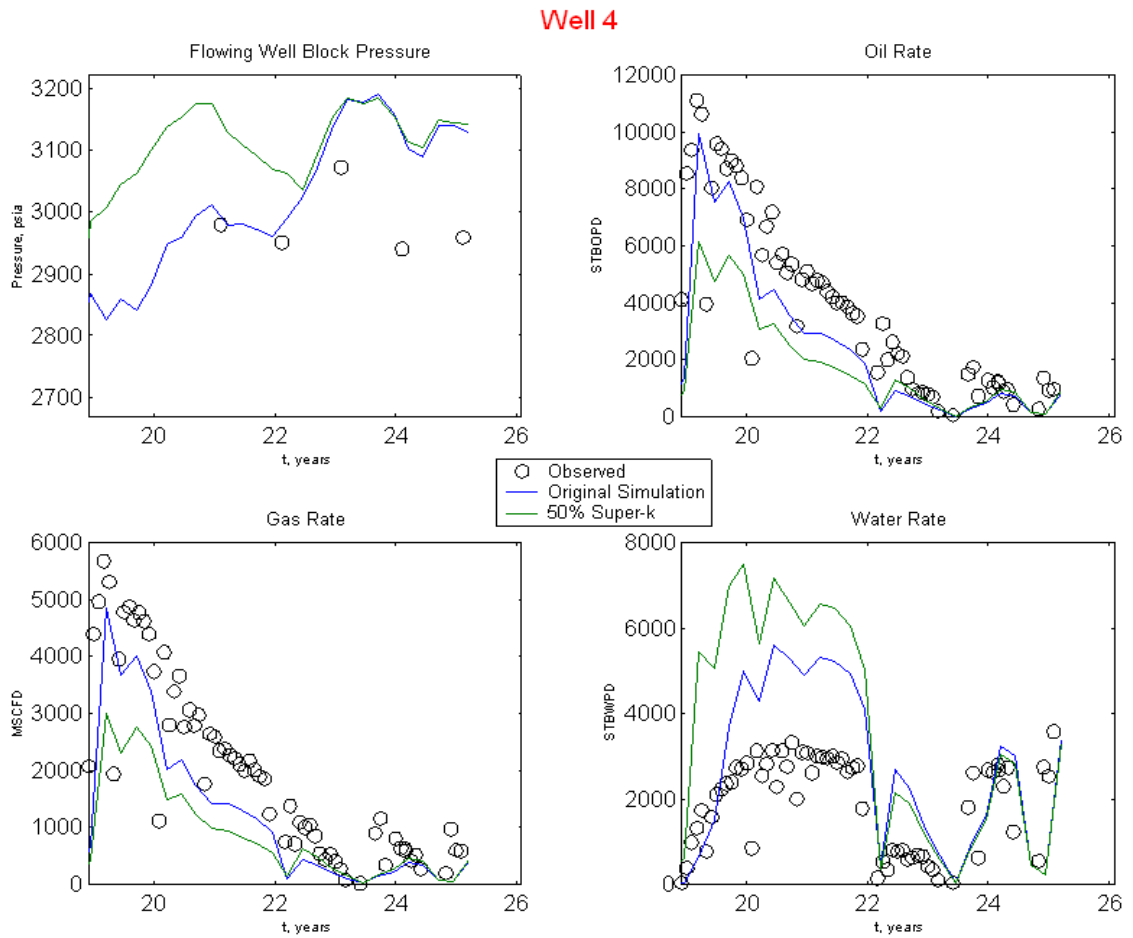 Well 4
Flowing Well Block Pressure
3200
3100
3000
2900
2800
2700
Pressure, psia
20
22
24
26
t, years
Oil Rate
12000
10000
8000
6000
4000
2000
0
STBOPD
20
22
24
26
t, years
Observed
Original Simulation
50% Super-k
Gas Rate
6000
5000
4000
3000
2000
1000
0
MSCFD
20
22
24
26
t, years
Water Rate
8000
6000
4000
2000
0
STBWPD
20
22
24
26
t, years